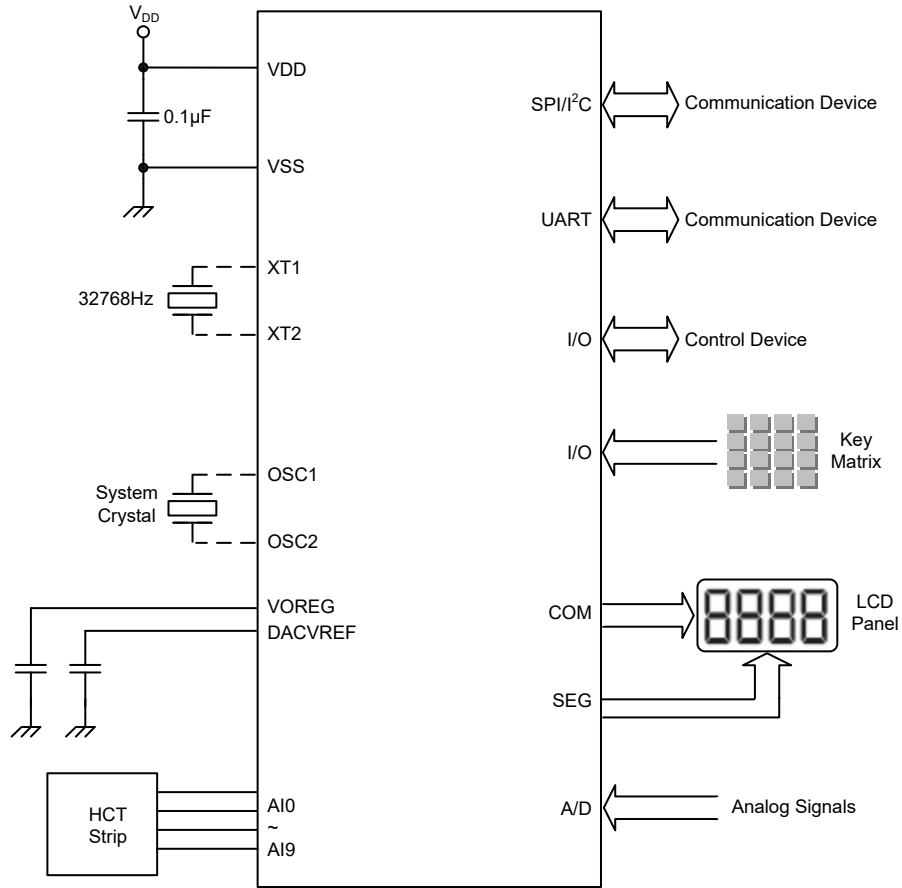 VDD
VDD
0.1µF
VSS
XT1
32768Hz
XT2
OSC1
System
Crystal
OSC2
VOREG
DACVREF
HCT
Strip
AI0
~
AI9
SPI/I²C
Communication Device
UART
Communication Device
I/O
Control Device
I/O
Key
Matrix
COM
8888
LCD
Panel
SEG
A/D
Analog Signals